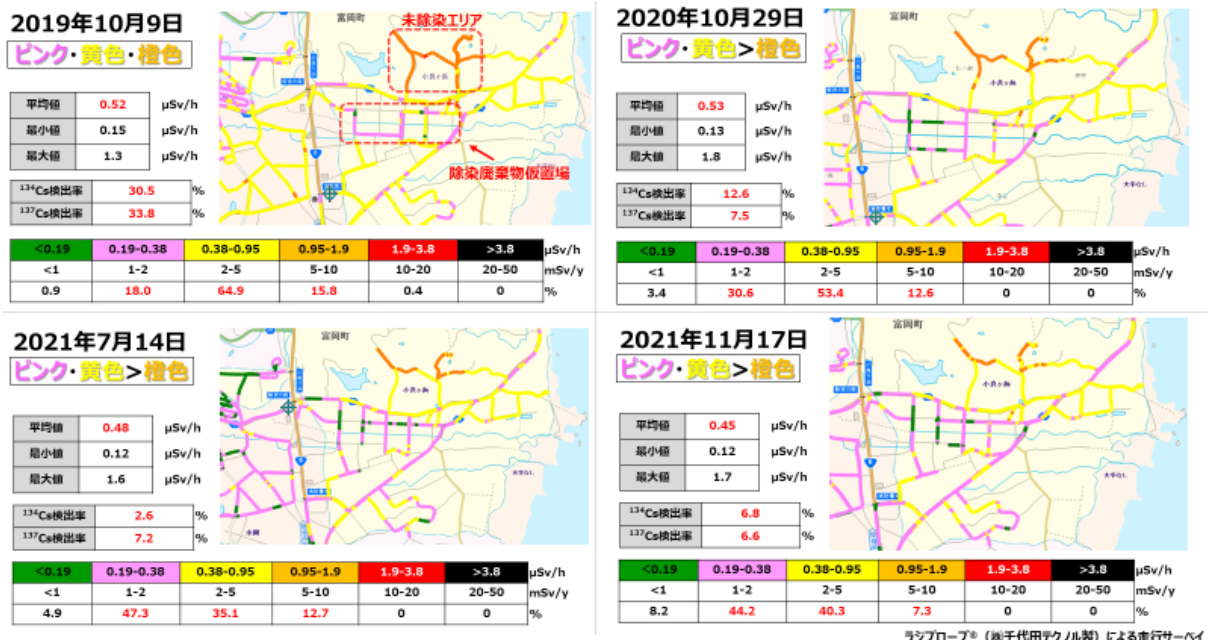 2019年10月9日
ピンク・黄色・橙色
平均値 0.52 μSv/h
最小値 0.15 μSv/h
最大値 1.3 μSv/h
¹³⁴Cs検出率 30.5 %
¹³⁷Cs検出率 33.8 %
富岡町
未除染エリア
小良ヶ浜
除染廃棄物仮置場
<0.19 0.19-0.38 0.38-0.95 0.95-1.9 1.9-3.8 >3.8 μSv/h
<1 1-2 2-5 5-10 10-20 20-50 mSv/y
0.9 18.0 64.9 15.8 0.4 0 %
2020年10月29日
ピンク・黄色>橙色
平均値 0.53 μSv/h
最小値 0.13 μSv/h
最大値 1.8 μSv/h
¹³⁴Cs検出率 12.6 %
¹³⁷Cs検出率 7.5 %
富岡町
小良ヶ浜
<0.19 0.19-0.38 0.38-0.95 0.95-1.9 1.9-3.8 >3.8 μSv/h
<1 1-2 2-5 5-10 10-20 20-50 mSv/y
3.4 30.6 53.4 12.6 0 0 %
2021年7月14日
ピンク・黄色>橙色
平均値 0.48 μSv/h
最小値 0.12 μSv/h
最大値 1.6 μSv/h
¹³⁴Cs検出率 2.6 %
¹³⁷Cs検出率 7.2 %
富岡町
小良ヶ浜
<0.19 0.19-0.38 0.38-0.95 0.95-1.9 1.9-3.8 >3.8 μSv/h
<1 1-2 2-5 5-10 10-20 20-50 mSv/y
4.9 47.3 35.1 12.7 0 0 %
2021年11月17日
ピンク・黄色>橙色
平均値 0.45 μSv/h
最小値 0.12 μSv/h
最大値 1.7 μSv/h
¹³⁴Cs検出率 6.8 %
¹³⁷Cs検出率 6.6 %
富岡町
小良ヶ浜
<0.19 0.19-0.38 0.38-0.95 0.95-1.9 1.9-3.8 >3.8 μSv/h
<1 1-2 2-5 5-10 10-20 20-50 mSv/y
8.2 44.2 40.3 7.3 0 0 %
ラジプローブ®（㈱千代田テクノル製）による走行サーベイ